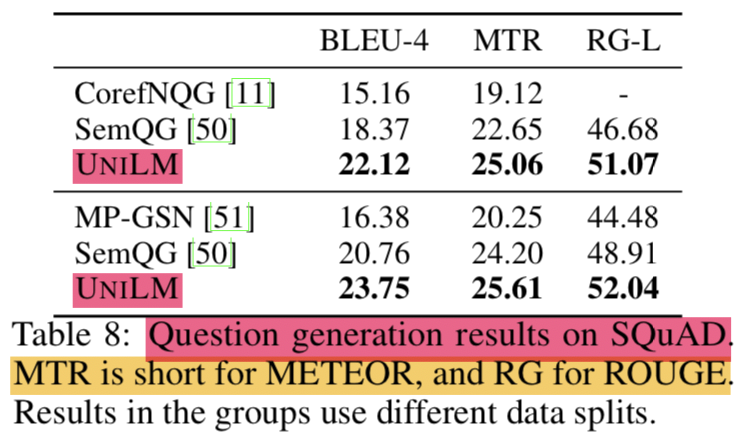 BLEU-4 MTR RG-L
CorefNQG [11] 15.16 19.12 -
SemQG [50] 18.37 22.65 46.68
UNILM 22.12 25.06 51.07
MP-GSN [51] 16.38 20.25 44.48
SemQG [50] 20.76 24.20 48.91
UNILM 23.75 25.61 52.04
Table 8: Question generation results on SQuAD.
MTR is short for METEOR, and RG for ROUGE.
Results in the groups use different data splits.